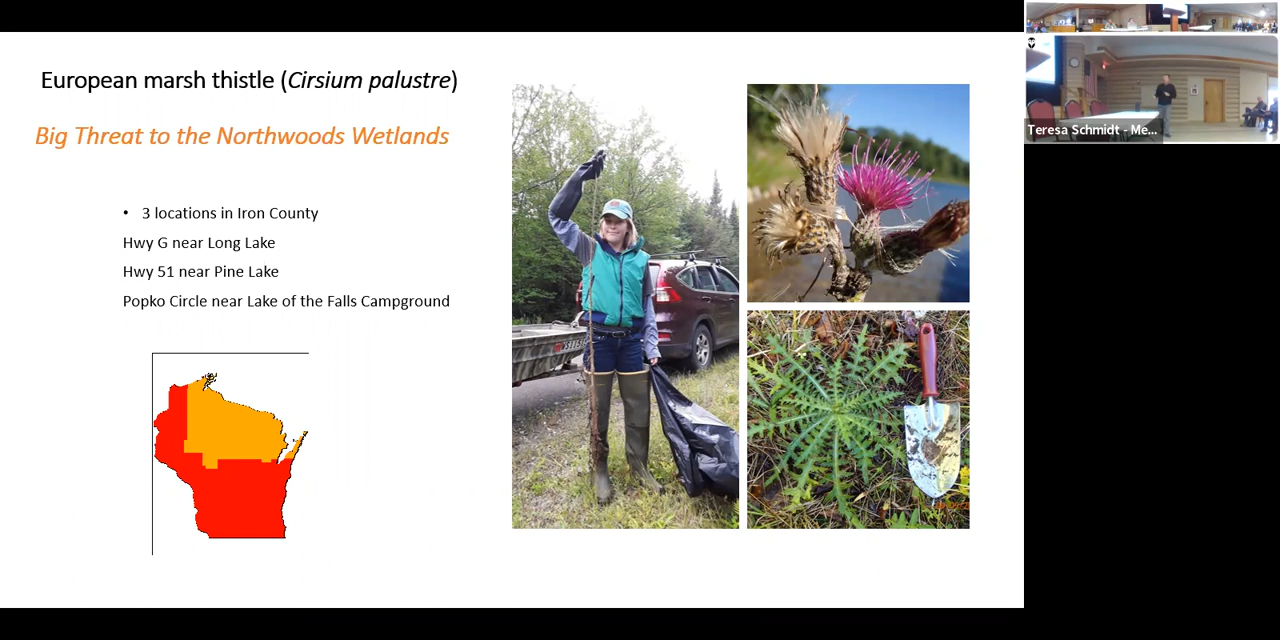 European marsh thistle (Cirsium palustre)
Big Threat to the Northwoods Wetlands
• 3 locations in Iron County
Hwy G near Long Lake
Hwy 51 near Pine Lake
Popko Circle near Lake of the Falls Campground
Teresa Schmidt - Me...